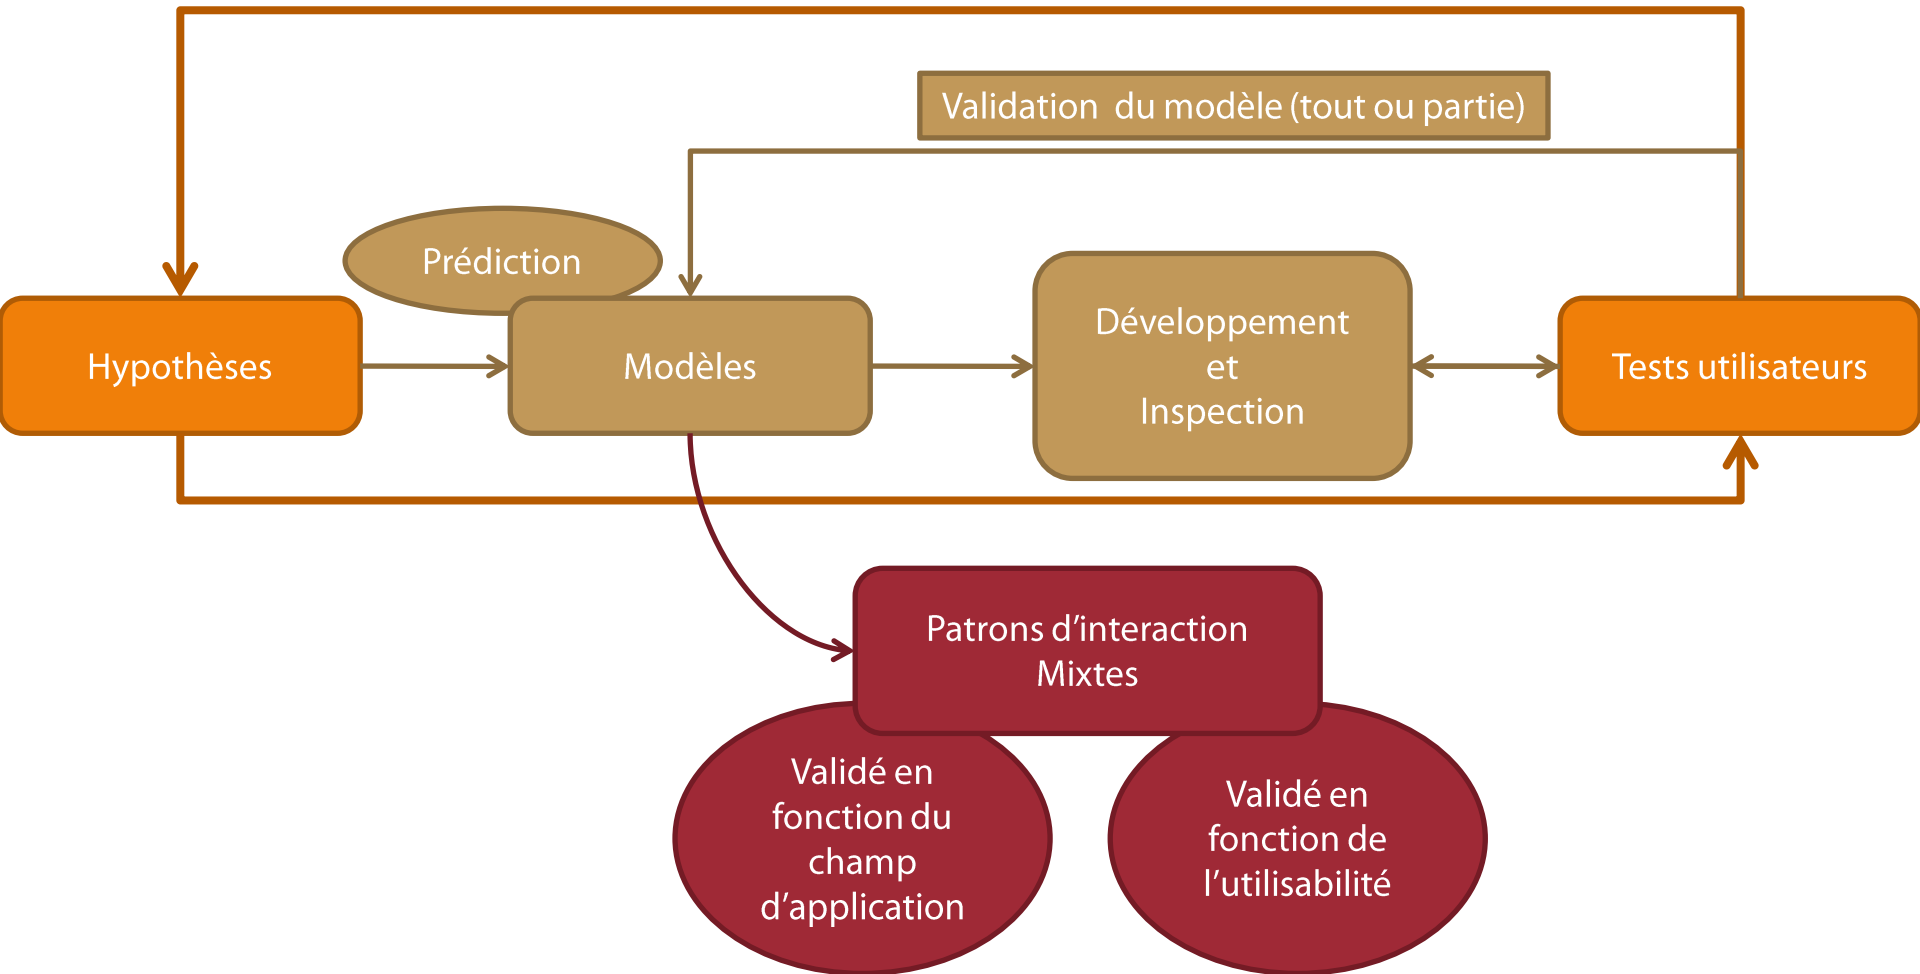 Validation du modèle (tout ou partie)
Prédiction
Hypothèses
Modèles
Développement
et
Inspection
Tests utilisateurs
Patrons d’interaction
Mixtes
Validé en
fonction du
champ
d’application
Validé en
fonction de
l’utilisabilité